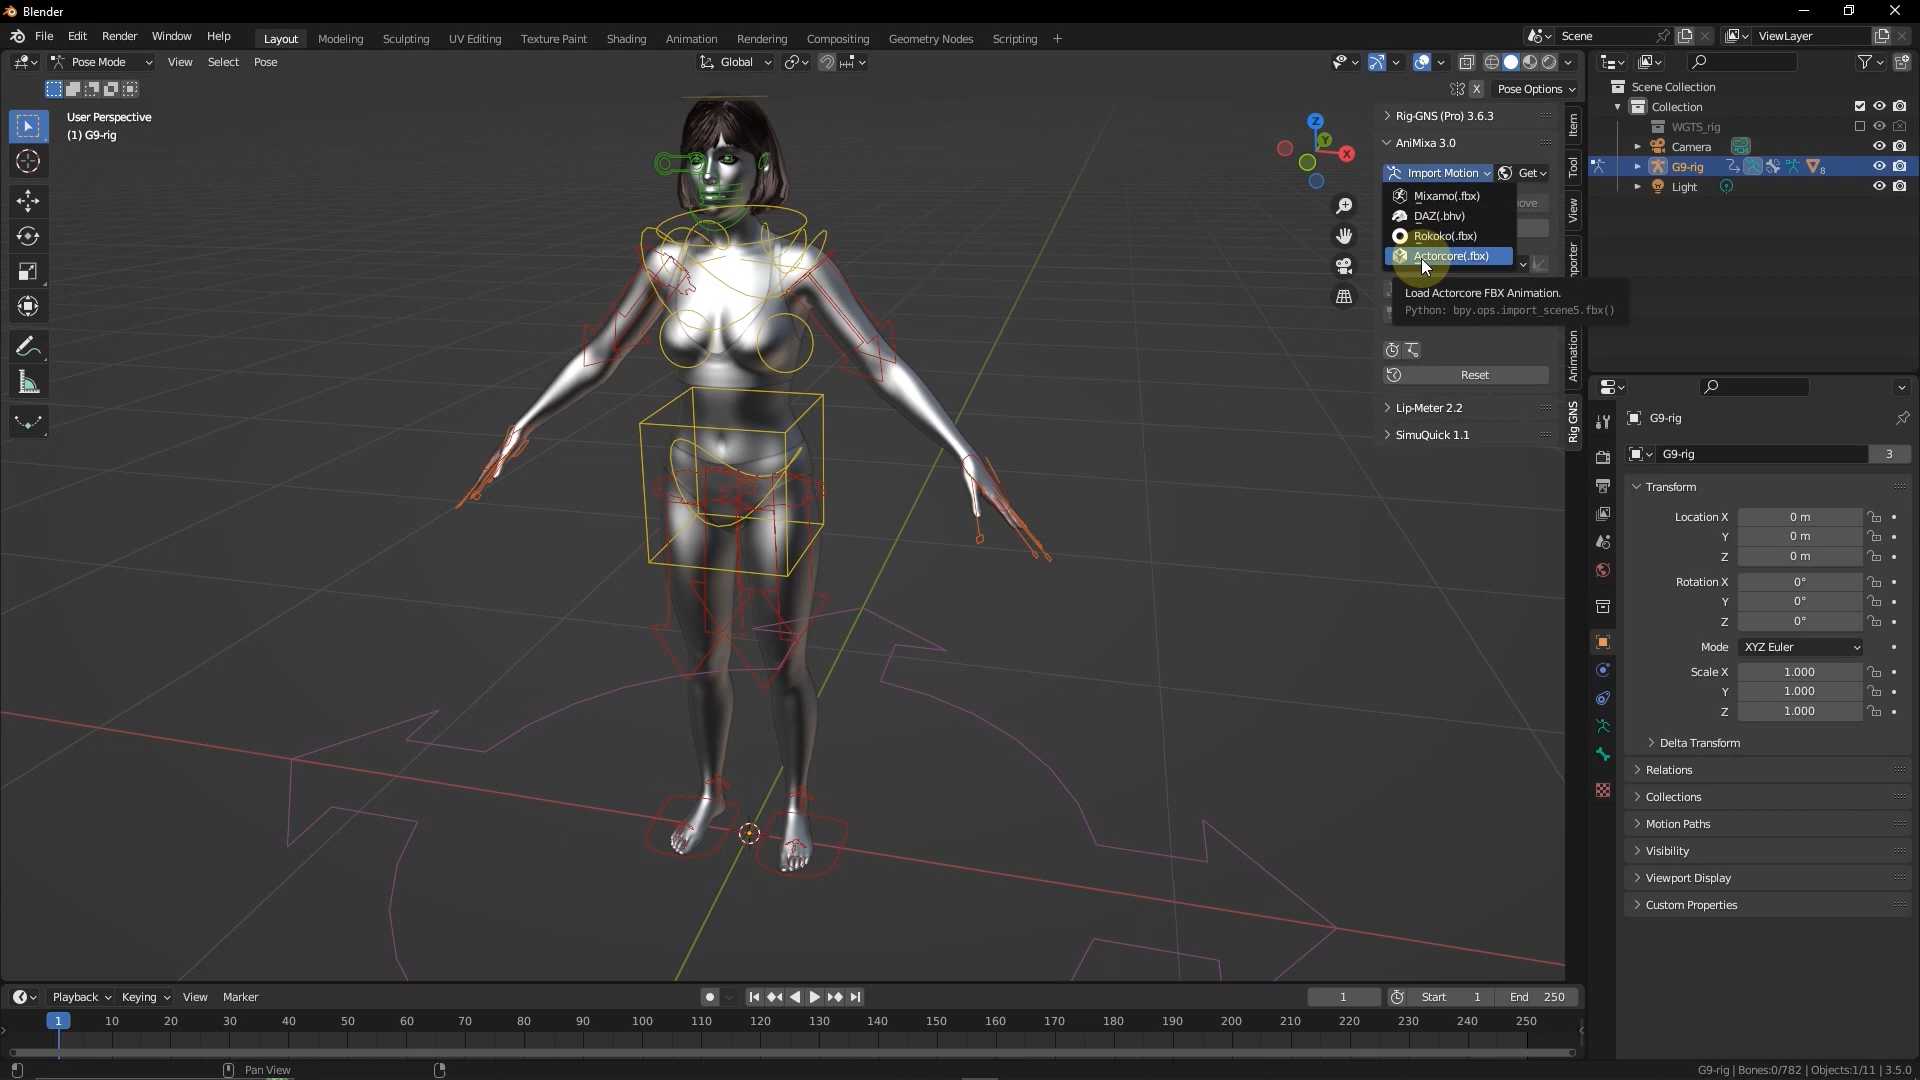 Blender
File Edit Render Window Help
Layout Modeling Sculpting UV Editing Texture Paint Shading Animation Rendering Compositing Geometry Nodes Scripting +
Scene
ViewLayer
Pose Mode View Select Pose
Global
X Pose Options
User Perspective
(1) G9-rig
Z
Y
X
Rig-GNS (Pro) 3.6.3
AniMixa 3.0
Import Motion Get
Mixamo(.fbx)
DAZ(.bhv)
Rokoko(.fbx)
Actorcore(.fbx)
Load Actorcore FBX Animation.
Python: bpy.ops.import_scene5.fbx()
Reset
Lip-Meter 2.2
SimuQuick 1.1
Item
Tool
View
Animation
Rig GNS
Scene Collection
Collection
WGTS_rig
Camera
G9-rig 8
Light
G9-rig
G9-rig 3
Transform
Location X 0 m
Y 0 m
Z 0 m
Rotation X 0°
Y 0°
Z 0°
Mode XYZ Euler
Scale X 1.000
Y 1.000
Z 1.000
Delta Transform
Relations
Collections
Motion Paths
Visibility
Viewport Display
Custom Properties
Playback Keying View Marker
1 Start 1 End 250
1 10 20 30 40 50 60 70 80 90 100 110 120 130 140 150 160 170 180 190 200 210 220 230 240 250
Pan View
G9-rig | Bones:0/782 | Objects:1/11 | 3.5.0